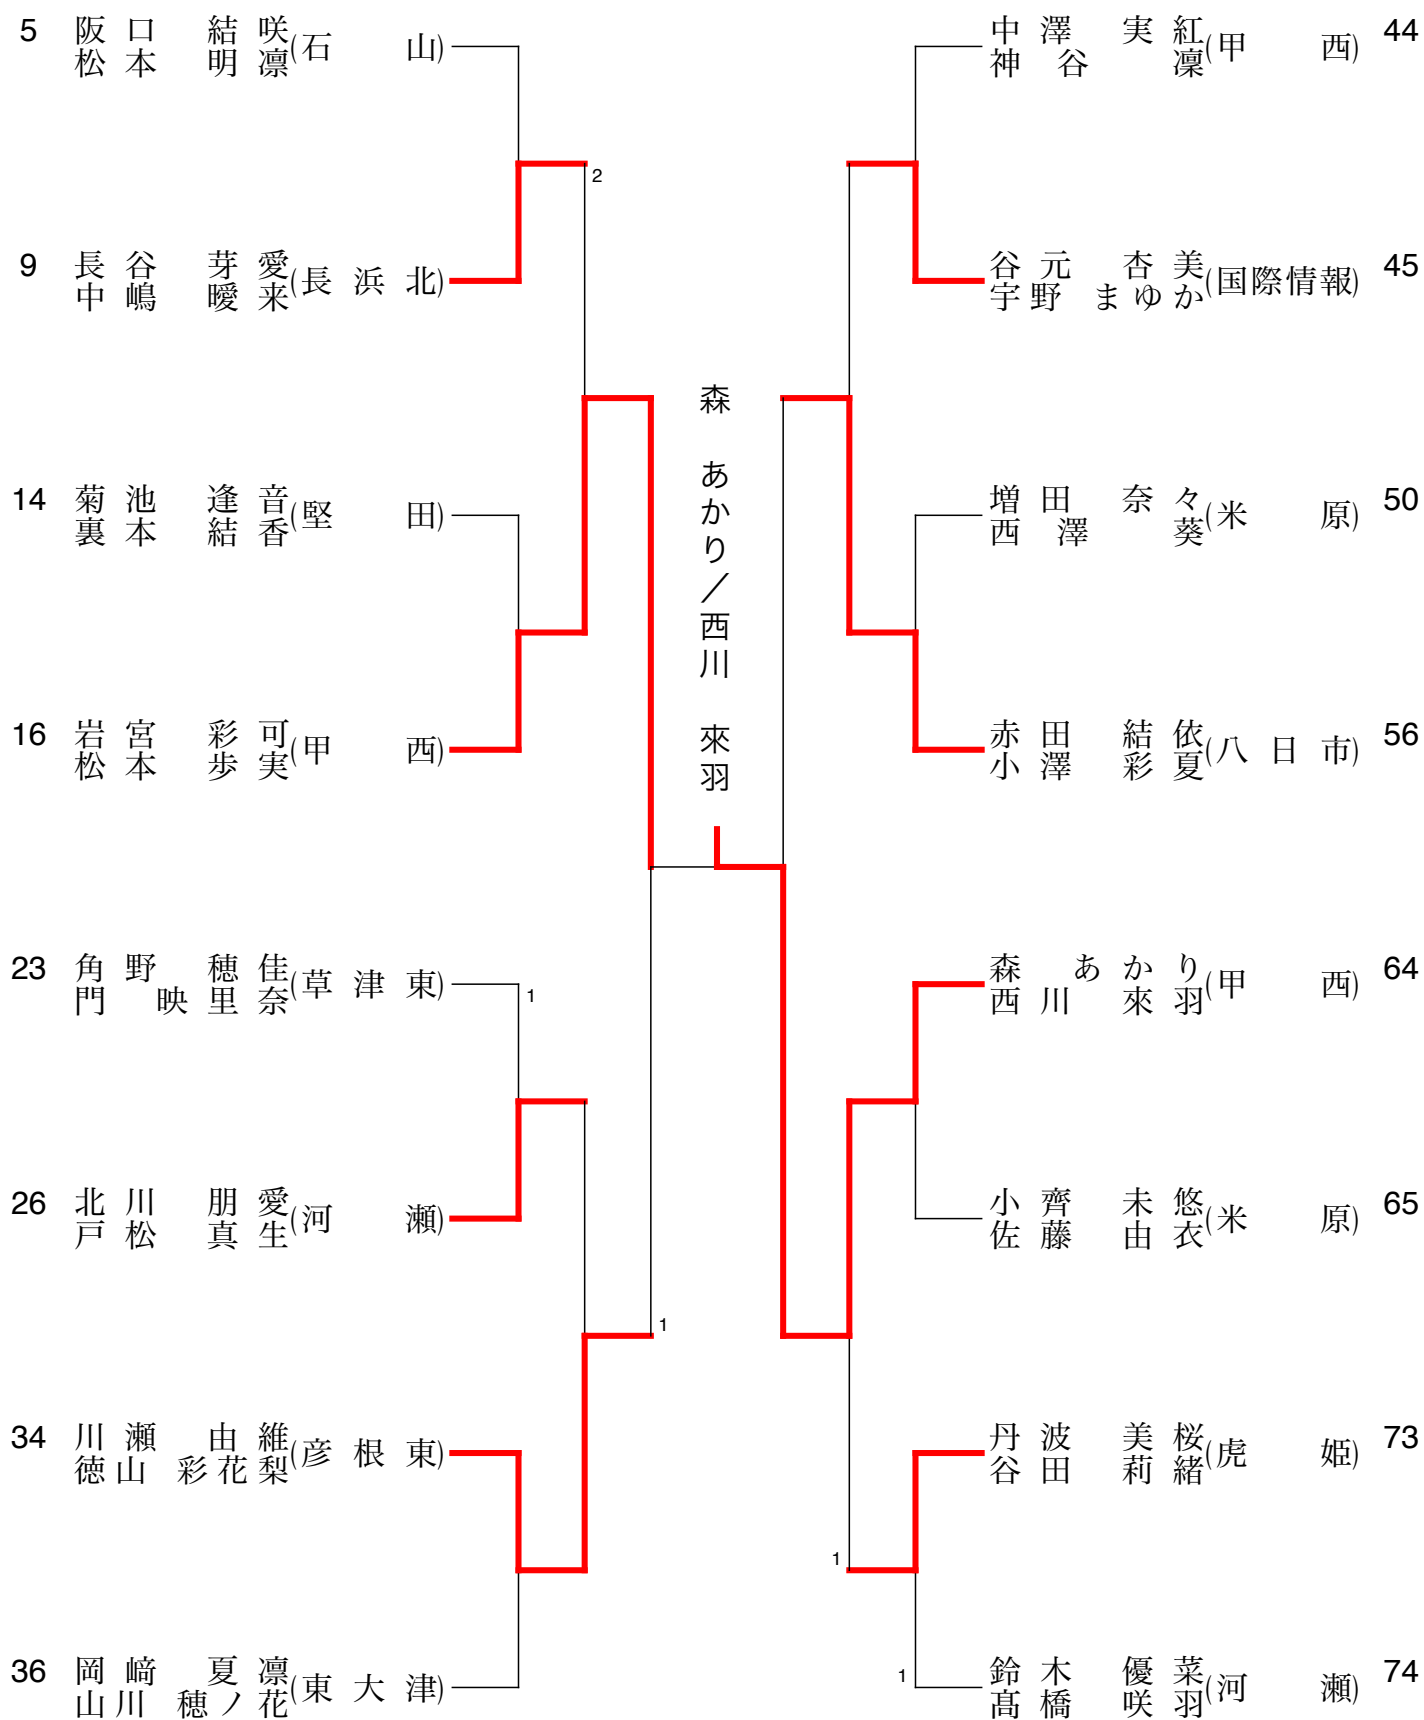 5 阪口 結咲
松本 明凛 (石山)
2
9 長谷 芽愛
中嶋 曖来 (長浜北)
14 菊池 逢音
裏本 結香 (堅田)
16 岩宮 彩可
松本 歩実 (甲西)
23 角野 穂佳
門 映里奈 (草津東)
1
26 北川 朋愛
戸松 真生 (河瀬)
1
34 川瀬 由維
徳山 彩花梨 (彦根東)
36 岡﨑 夏凛
山川 穂ノ花 (東大津)
森 あかり／西川 來羽
中澤 実紅
神谷 凜 (甲西) 44
谷元 杏美
宇野 まゆか (国際情報) 45
増田 奈々
西澤 葵 (米原) 50
赤田 結依
小澤 彩夏 (八日市) 56
森 あかり
西川 來羽 (甲西) 64
小齊 未悠
佐藤 由衣 (米原) 65
丹波 美桜
谷田 莉緒 (虎姫) 73
1
1
鈴木 優菜
髙橋 咲羽 (河瀬) 74